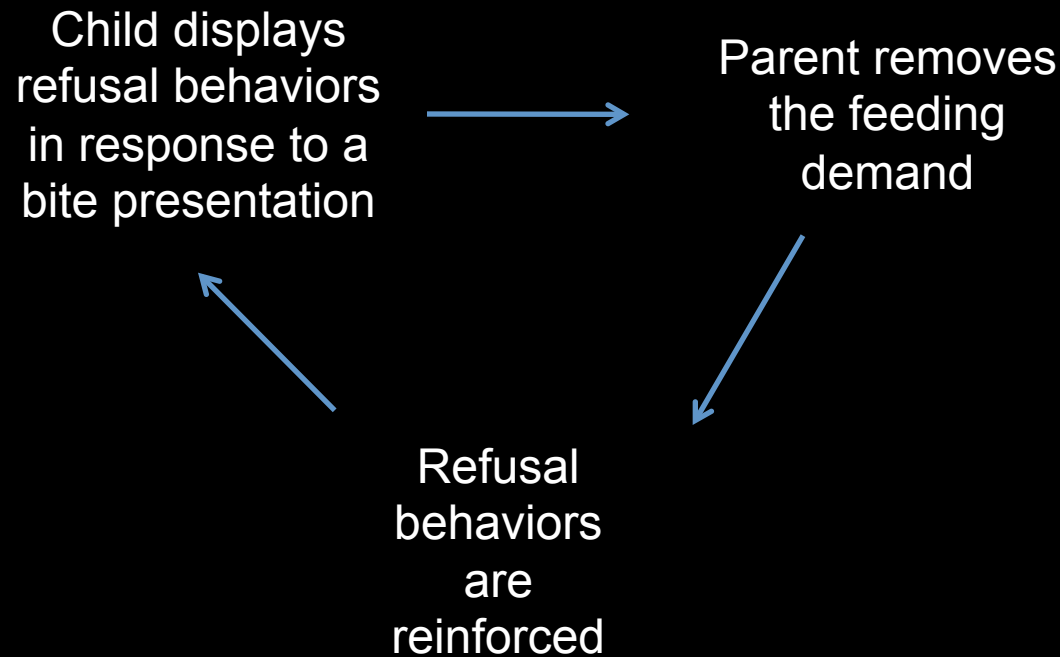 Child displays
refusal behaviors
in response to a
bite presentation
Parent removes
the feeding
demand
Refusal
behaviors
are
reinforced